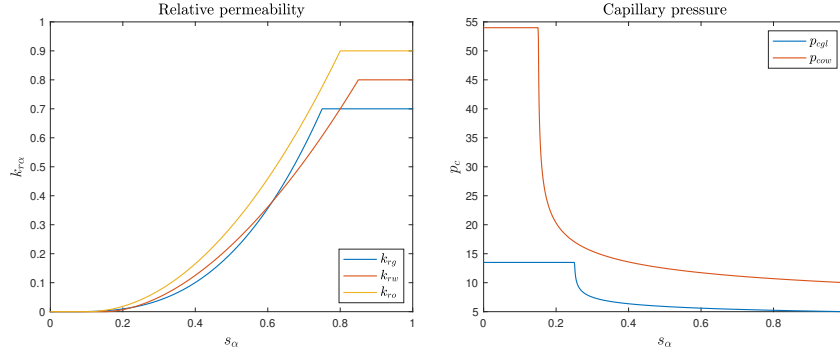 Relative permeability
1
0.9
0.8
0.7
0.6
0.5
0.4
0.3
0.2
0.1
0
k_{rα}
k_{rg}
k_{rw}
k_{ro}
0 0.2 0.4 0.6 0.8 1
s_α
Capillary pressure
55
50
45
40
35
30
25
20
15
10
5
p_c
p_{cgl}
p_{cow}
0 0.2 0.4 0.6 0.8
s_α